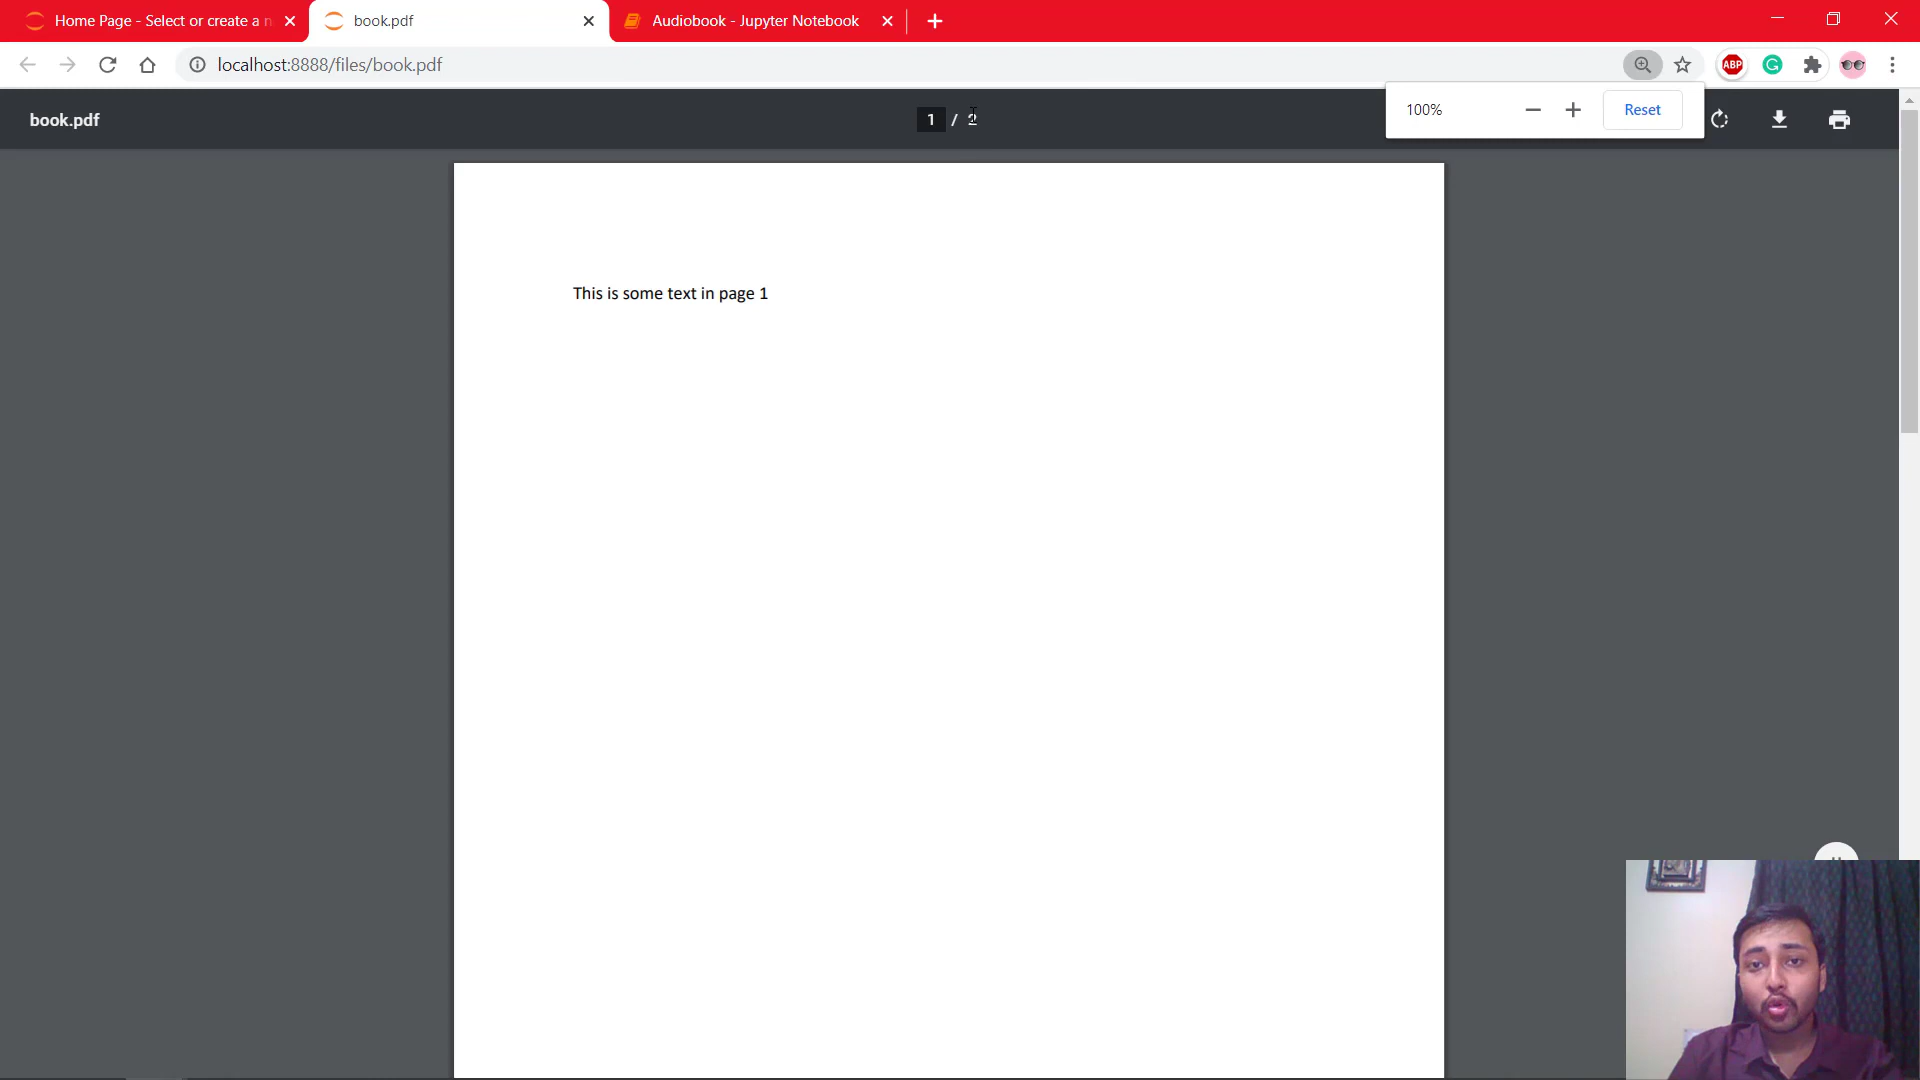 Home Page - Select or create a n
book.pdf
Audiobook - Jupyter Notebook
localhost:8888/files/book.pdf
ABP
book.pdf
1 / 2
100%
Reset
This is some text in page 1